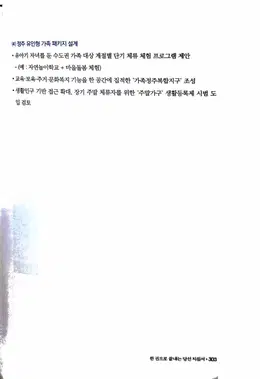 ④ 정주 유인형 가족 패키지 설계
• 유아기 자녀를 둔 수도권 가족 대상 계절별 단기 체류 체험 프로그램 제안
- (예 : 자연놀이학교 + 마을돌봄 체험)
• 교육·보육·주거·문화복지 기능을 한 공간에 집적한 '가족정주복합지구' 조성
• 생활인구 기반 접근 확대, 장기 주말 체류자를 위한 '주말가구' 생활등록제 시범 도
입 검토
한 권으로 끝내는 당선 차림서 • 303